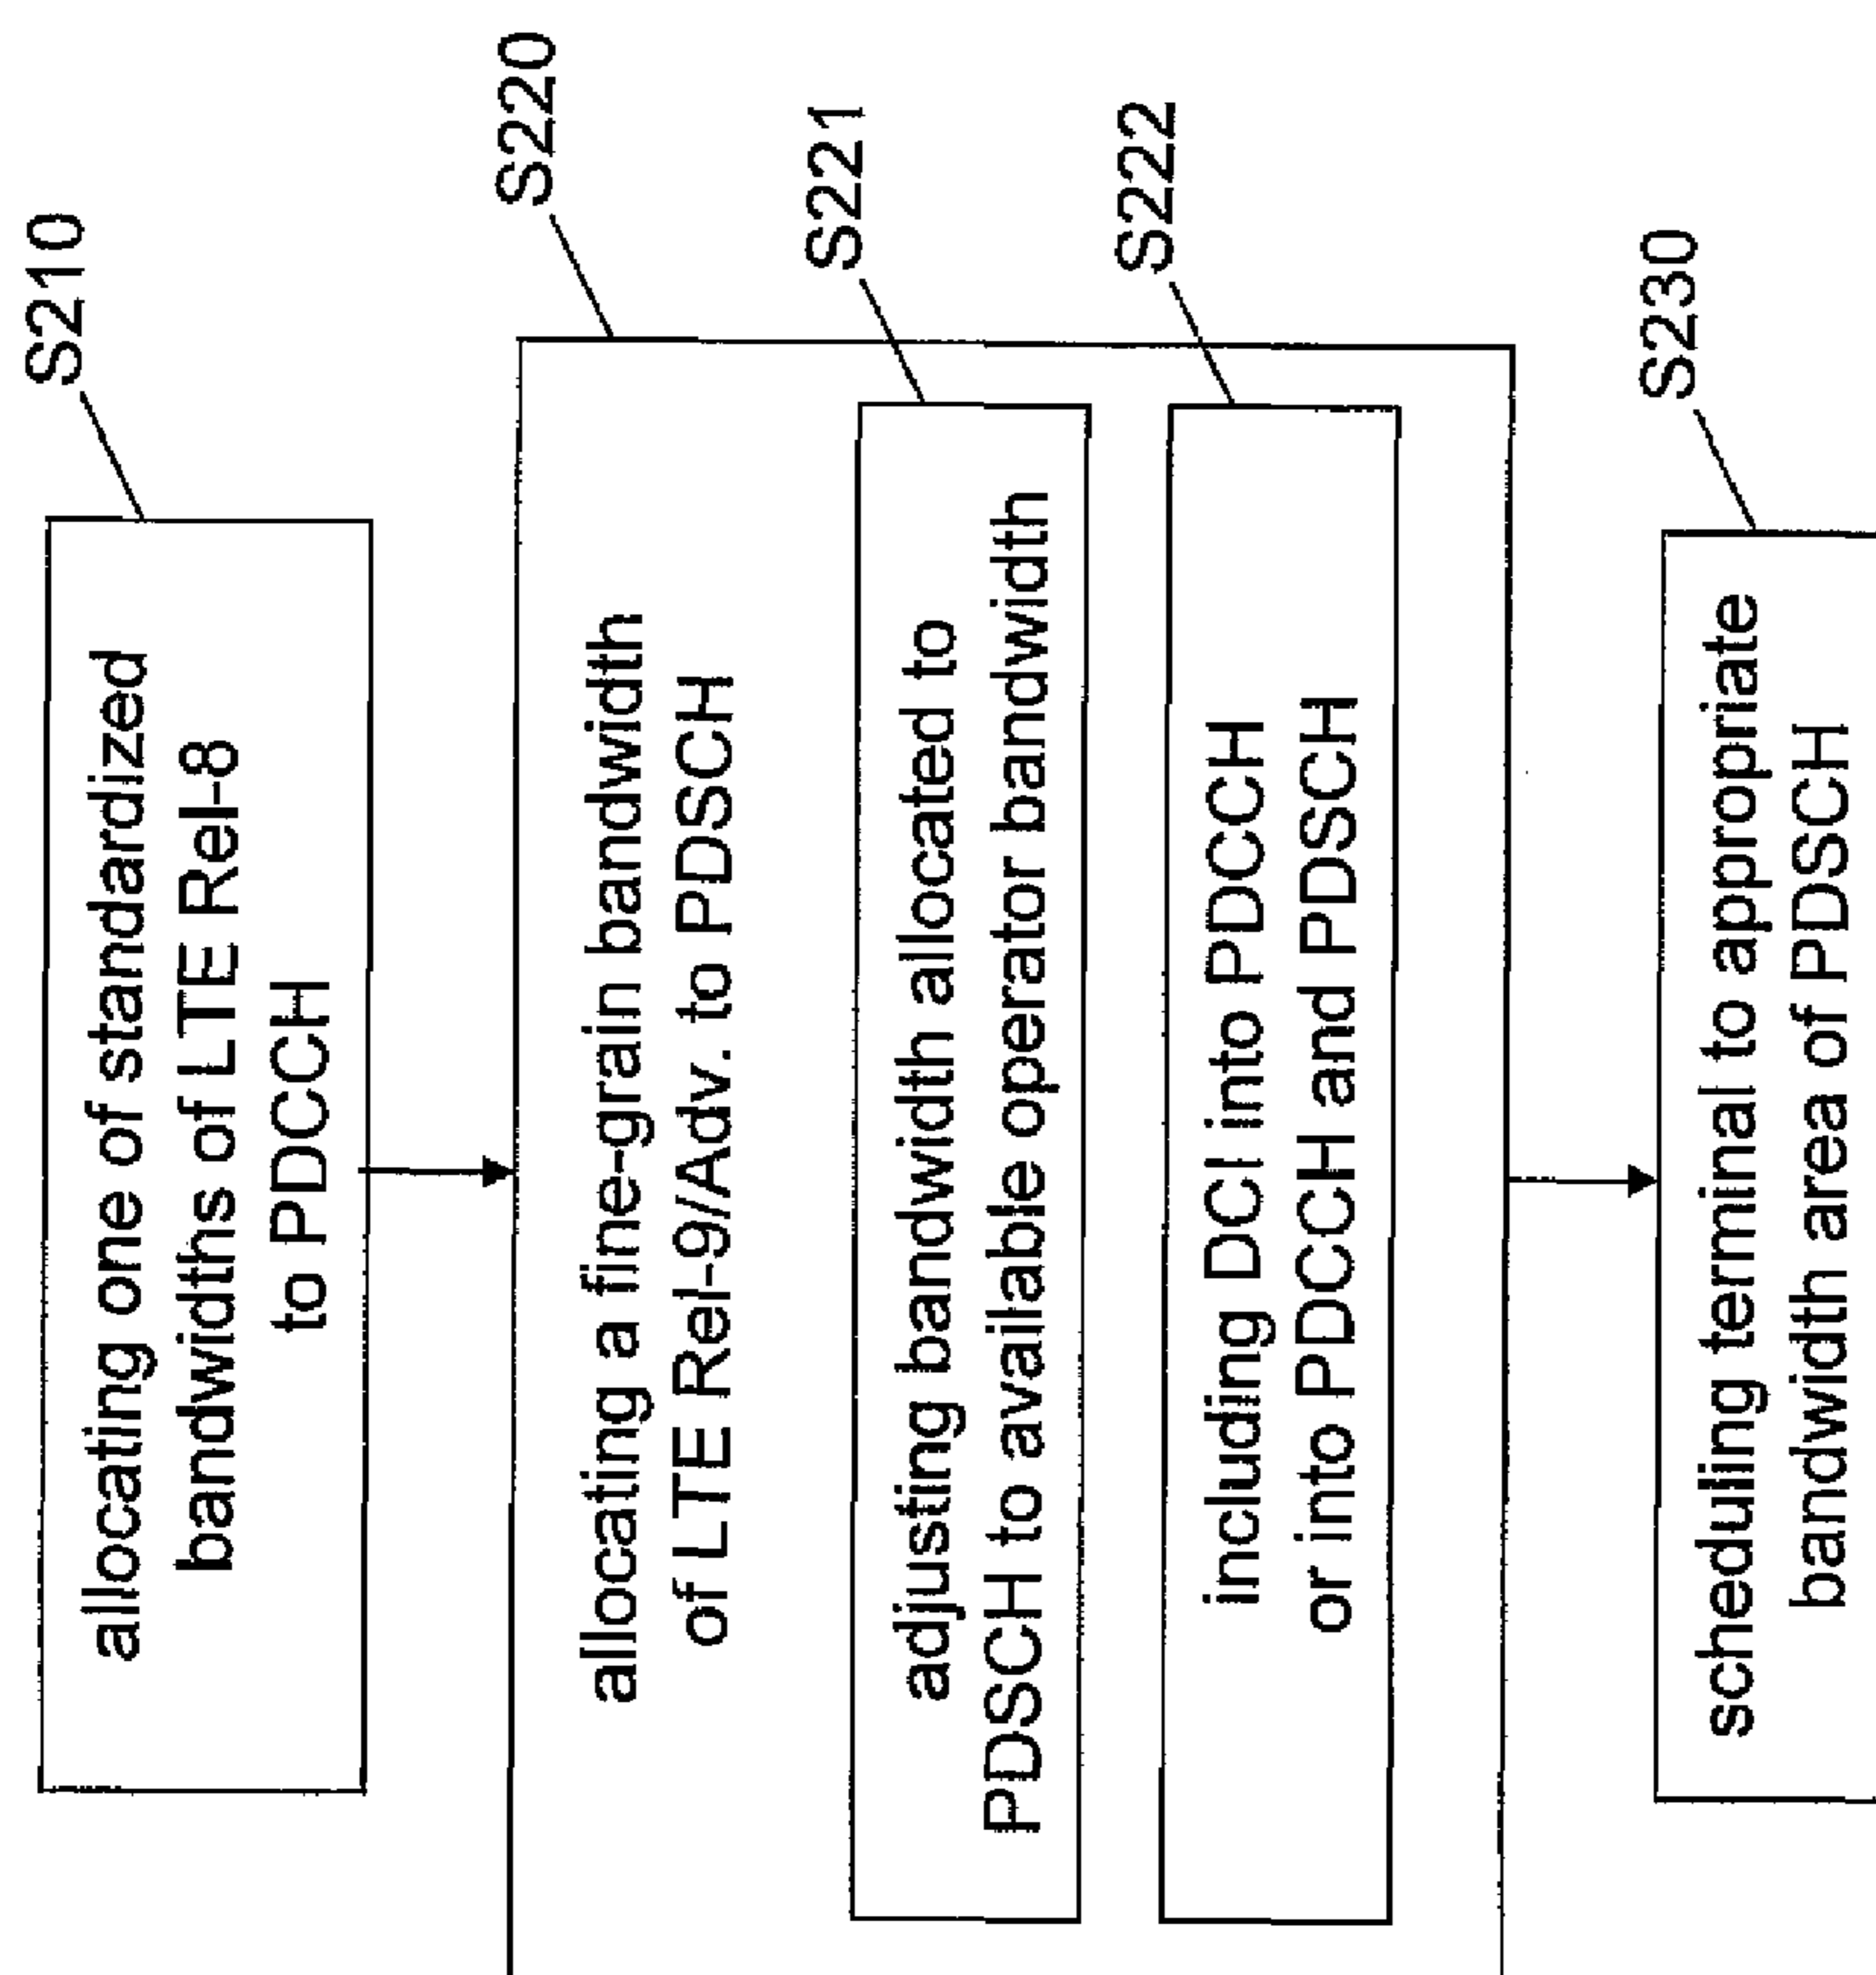 S210
allocating one of standardized
bandwidths of LTE Rel-8
to PDCCH
S220
allocating a fine-grain bandwidth
of LTE Rel-9/Adv. to PDSCH
S221
adjusting bandwidth allocated to
PDSCH to available operator bandwidth
S222
including DCI into PDCCH
or into PDCCH and PDSCH
S230
scheduling terminal to appropriate
bandwidth area of PDSCH